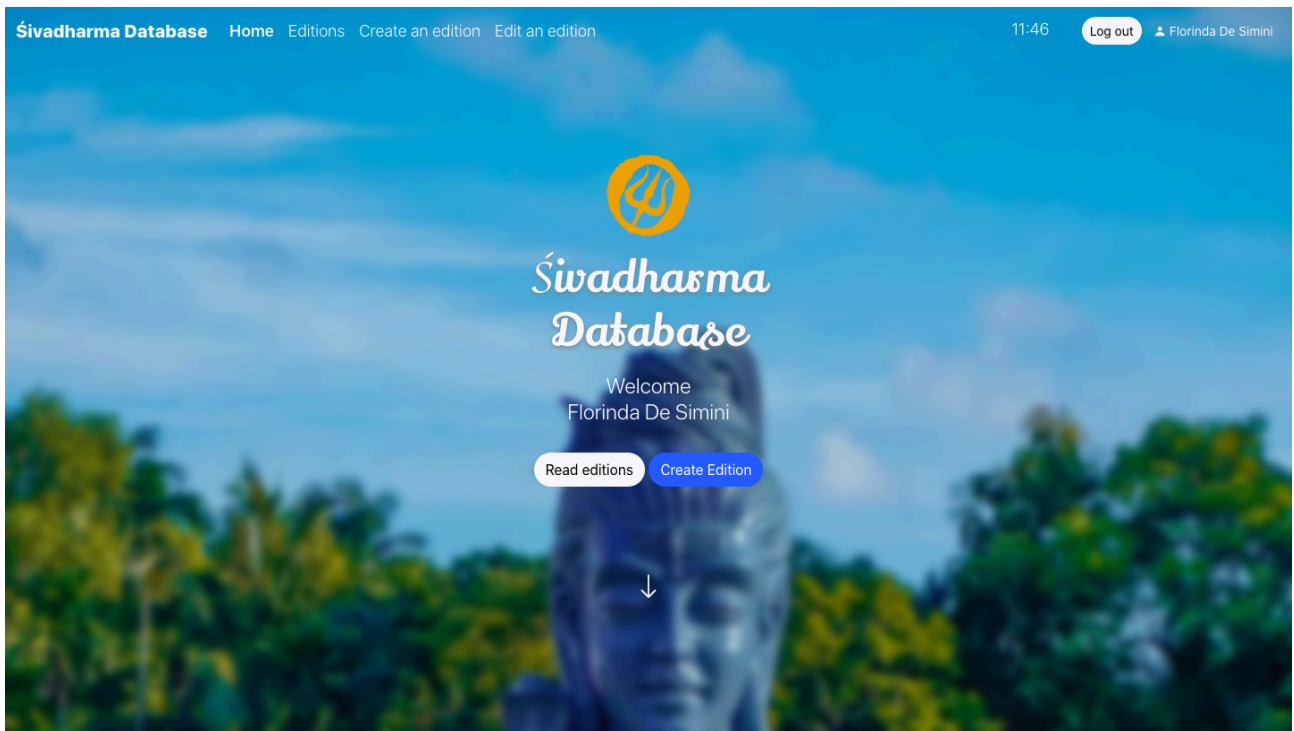 Śivadharma Database Home Editions Create an edition Edit an edition 11:46 Log out Florinda De Simini
Śivadharma
Database
Welcome
Florinda De Simini
Read editions Create Edition